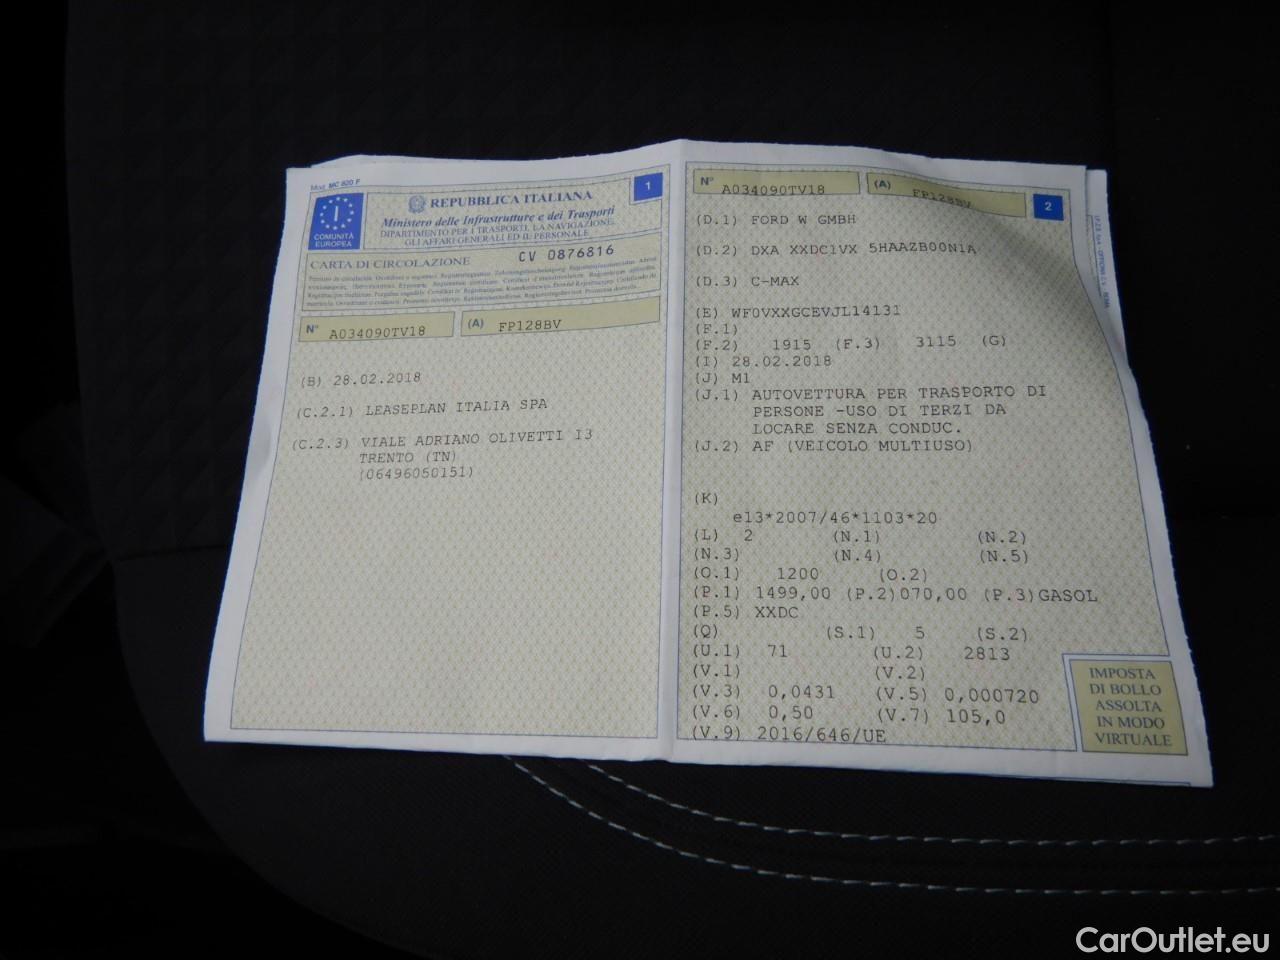 Mod. MC 820 F
I
COMUNITÀ
EUROPEA
REPUBBLICA ITALIANA
1
Ministero delle Infrastrutture e dei Trasporti
DIPARTIMENTO PER I TRASPORTI, LA NAVIGAZIONE,
GLI AFFARI GENERALI ED IL PERSONALE
CARTA DI CIRCOLAZIONE CV 0876816
N° A034090TV18 (A) FP128BV
(B) 28.02.2018
(C.2.1) LEASEPLAN ITALIA SPA
(C.2.3) VIALE ADRIANO OLIVETTI 13
TRENTO (TN)
(06496050151)
N° A034090TV18 (A) FP128BV
2
(D.1) FORD W GMBH
(D.2) DXA XXDC1VX 5HAAZB00N1A
(D.3) C-MAX
(E) WF0VXXGCEVJL14131
(F.1)
(F.2) 1915 (F.3) 3115 (G)
(I) 28.02.2018
(J) M1
(J.1) AUTOVETTURA PER TRASPORTO DI
PERSONE -USO DI TERZI DA
LOCARE SENZA CONDUC.
(J.2) AF (VEICOLO MULTIUSO)
(K)
e13*2007/46*1103*20
(L) 2 (N.1) (N.2)
(N.3) (N.4) (N.5)
(O.1) 1200 (O.2)
(P.1) 1499,00 (P.2)070,00 (P.3)GASOL
(P.5) XXDC
(Q) (S.1) 5 (S.2)
(U.1) 71 (U.2) 2813
(V.1) (V.2)
(V.3) 0,0431 (V.5) 0,000720
(V.6) 0,50 (V.7) 105,0
(V.9) 2016/646/UE
IMPOSTA
DI BOLLO
ASSOLTA
IN MODO
VIRTUALE
CarOutlet.eu